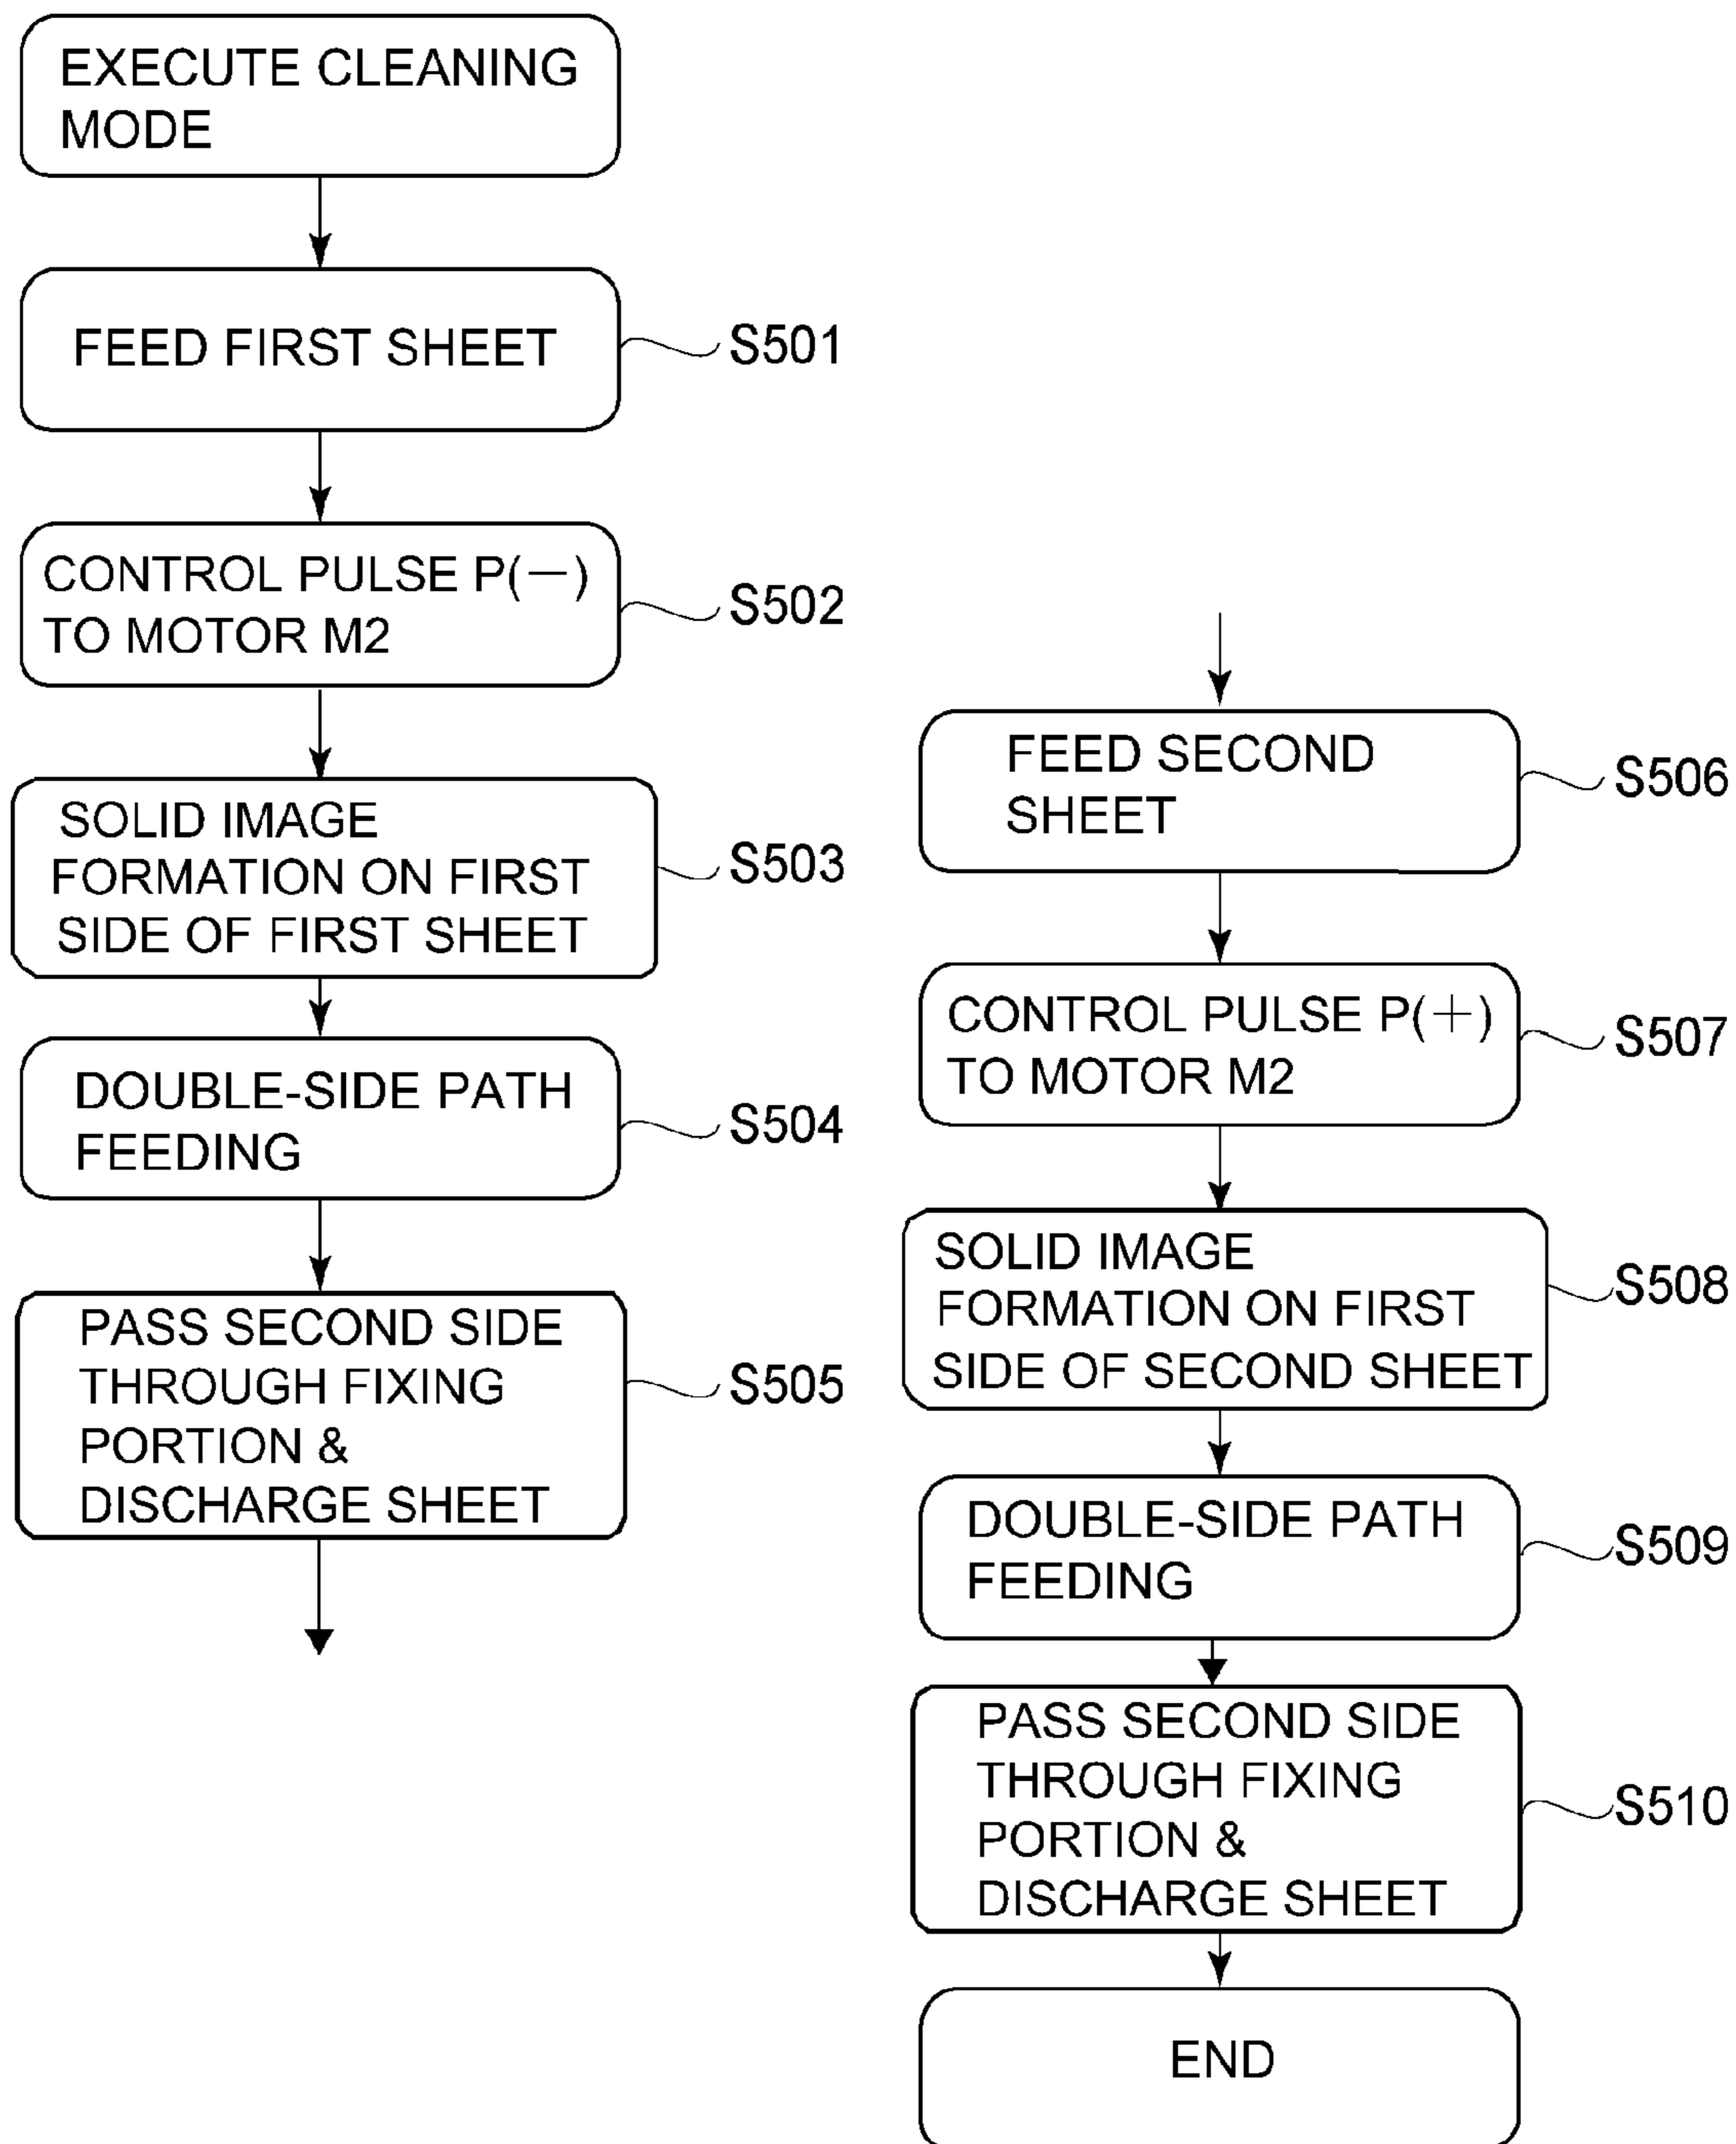 EXECUTE CLEANING
MODE
FEED FIRST SHEET
S501
CONTROL PULSE P(−)
TO MOTOR M2
S502
SOLID IMAGE
FORMATION ON FIRST
SIDE OF FIRST SHEET
S503
DOUBLE-SIDE PATH
FEEDING
S504
PASS SECOND SIDE
THROUGH FIXING
PORTION &
DISCHARGE SHEET
S505
FEED SECOND
SHEET
S506
CONTROL PULSE P(+)
TO MOTOR M2
S507
SOLID IMAGE
FORMATION ON FIRST
SIDE OF SECOND SHEET
S508
DOUBLE-SIDE PATH
FEEDING
S509
PASS SECOND SIDE
THROUGH FIXING
PORTION &
DISCHARGE SHEET
S510
END